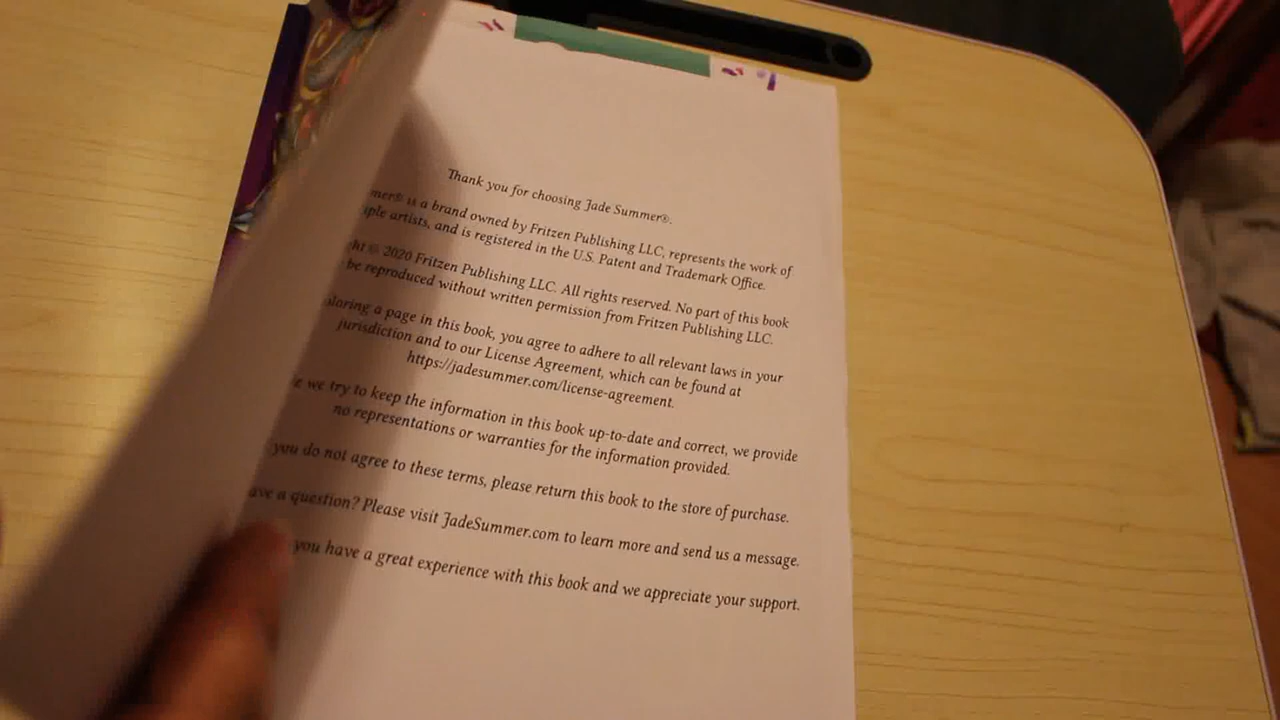 Thank you for choosing Jade Summer®.
mer® is a brand owned by Fritzen Publishing LLC, represents the work of
iple artists, and is registered in the U.S. Patent and Trademark Office.
ght © 2020 Fritzen Publishing LLC. All rights reserved. No part of this book
be reproduced without written permission from Fritzen Publishing LLC.
oloring a page in this book, you agree to adhere to all relevant laws in your
jurisdiction and to our License Agreement, which can be found at
https://jadesummer.com/license-agreement.
we try to keep the information in this book up-to-date and correct, we provide
no representations or warranties for the information provided.
you do not agree to these terms, please return this book to the store of purchase.
ave a question? Please visit JadeSummer.com to learn more and send us a message.
you have a great experience with this book and we appreciate your support.